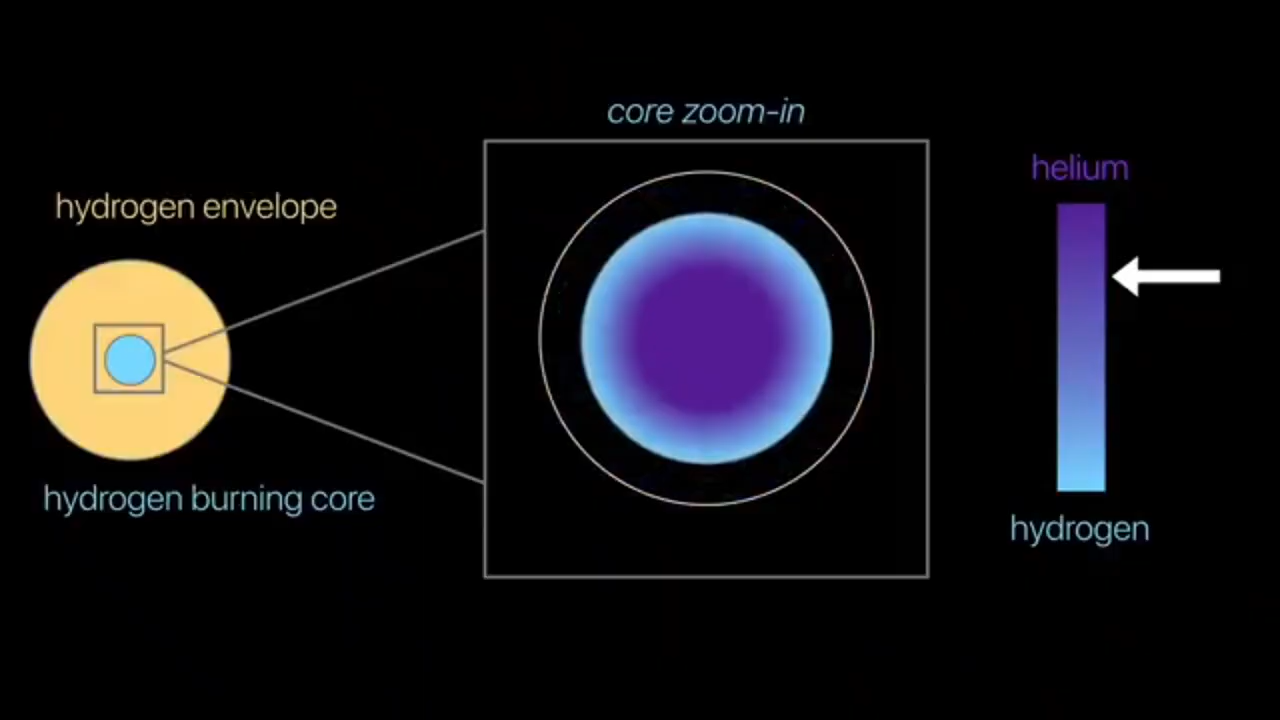 core zoom-in
hydrogen envelope
hydrogen burning core
helium
hydrogen